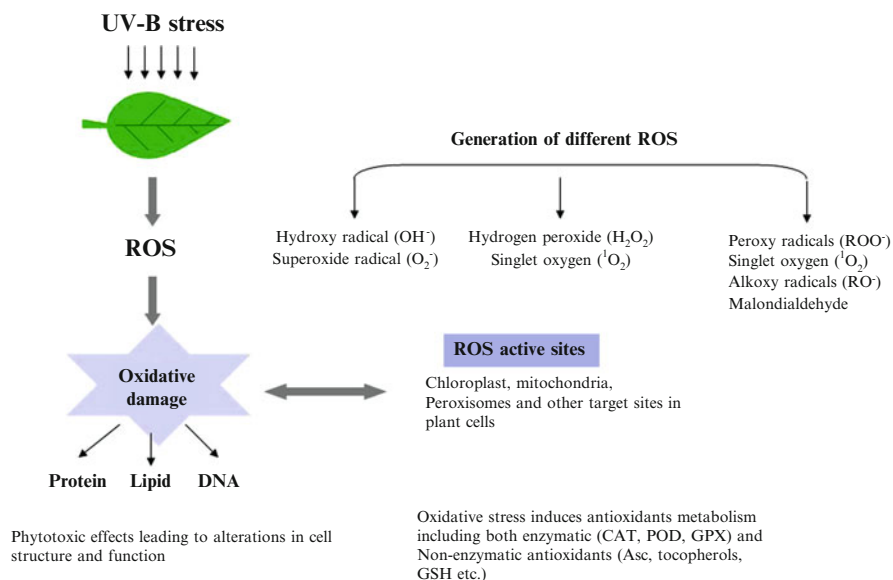 UV-B stress
Generation of different ROS
ROS
Hydroxy radical (OH⁻)
Superoxide radical (O₂⁻)
Hydrogen peroxide (H₂O₂)
Singlet oxygen (¹O₂)
Peroxy radicals (ROO⁻)
Singlet oxygen (¹O₂)
Alkoxy radicals (RO⁻)
Malondialdehyde
Oxidative
damage
ROS active sites
Chloroplast, mitochondria,
Peroxisomes and other target sites in
plant cells
Protein Lipid DNA
Phytotoxic effects leading to alterations in cell
structure and function
Oxidative stress induces antioxidants metabolism
including both enzymatic (CAT, POD, GPX) and
Non-enzymatic antioxidants (Asc, tocopherols,
GSH etc.)